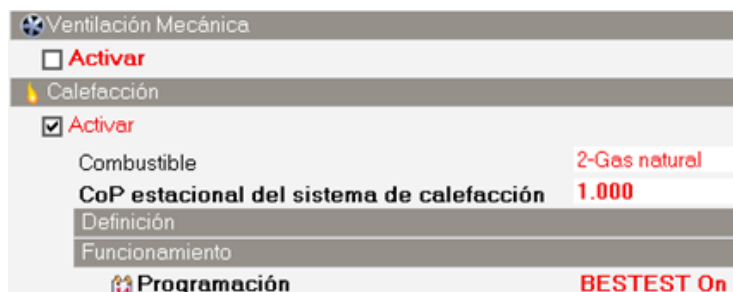 Ventilación Mecánica
Activar
Calefacción
Activar
Combustible 2-Gas natural
CoP estacional del sistema de calefacción 1.000
Definición
Funcionamiento
Programación BESTEST On